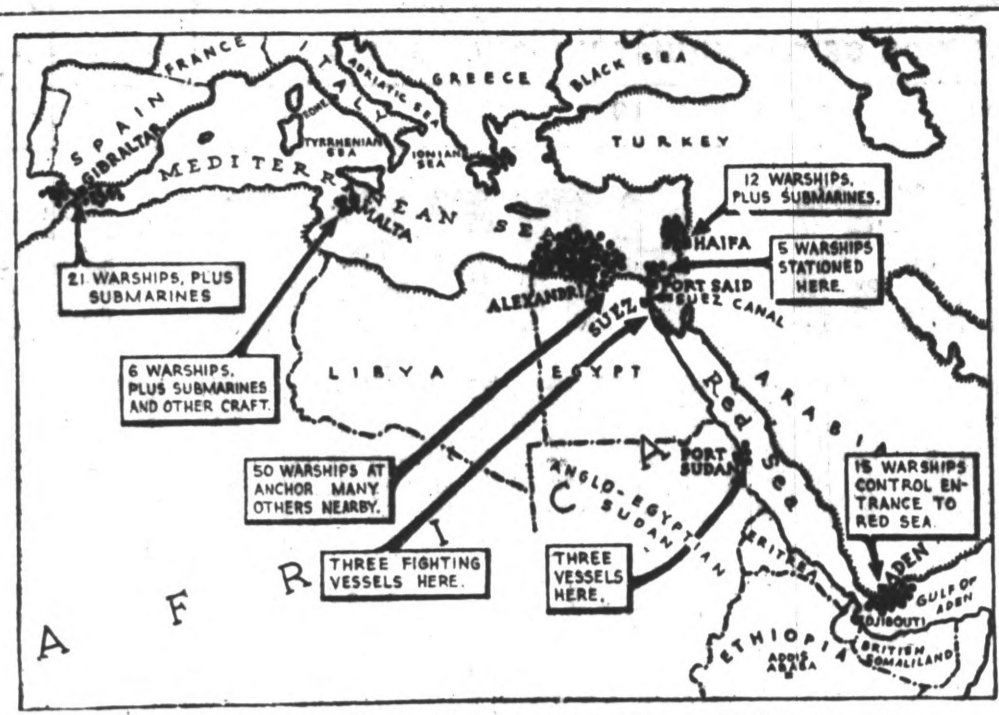 FRANCE
ITALY
ADRIATIC SEA
GREECE
BLACK SEA
SPAIN
ROME
TYRRHENIAN
SEA
IONIAN
SEA
TURKEY
GIBRALTAR
MEDITERRANEAN SEA
MALTA
12 WARSHIPS,
PLUS SUBMARINES.
HAIFA
5 WARSHIPS
STATIONED
HERE.
21 WARSHIPS, PLUS
SUBMARINES
ALEXANDRIA
PORT SAID
SUEZ
SUEZ CANAL
6 WARSHIPS,
PLUS SUBMARINES
AND OTHER CRAFT.
LIBYA
EGYPT
Red Sea
ARABIA
50 WARSHIPS AT
ANCHOR MANY
OTHERS NEARBY.
PORT
SUDAN
ANGLO-EGYPTIAN
SUDAN
15 WARSHIPS
CONTROL EN-
TRANCE TO
RED SEA.
THREE FIGHTING
VESSELS HERE.
THREE
VESSELS
HERE.
ERITREA
ADEN
GULF OF
ADEN
DJIBOUTI
AFRICA
ETHIOPIA
ADDIS
ABABA
BRITISH
SOMALILAND